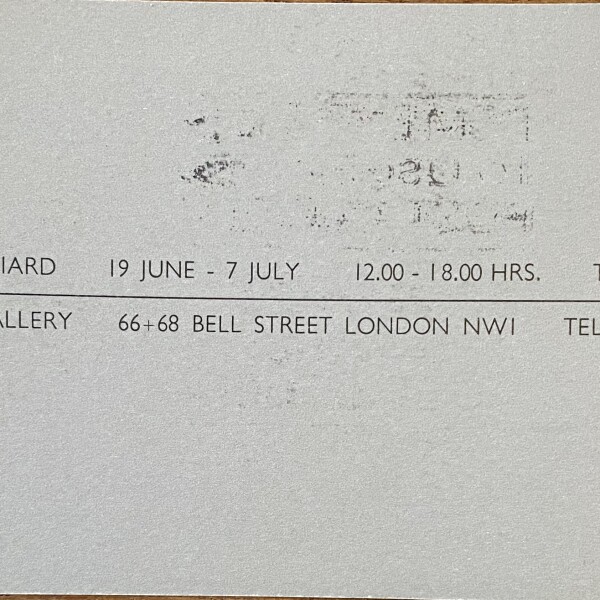 IARD 19 JUNE - 7 JULY 12.00 - 18.00 HRS. T
ALLERY 66+68 BELL STREET LONDON NW1 TEL